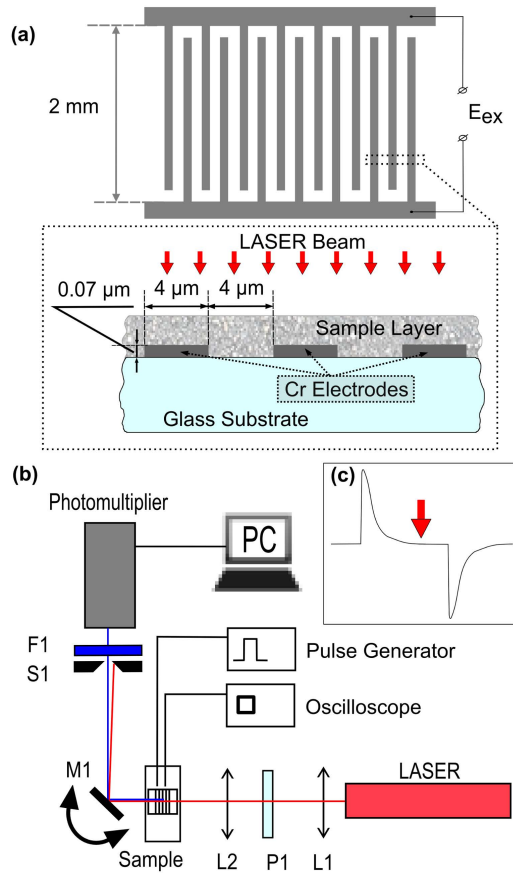 (a)
2 mm
Eex
LASER Beam
0.07 µm
4 µm
4 µm
Sample Layer
Cr Electrodes
Glass Substrate
(b)
(c)
Photomultiplier
PC
F1
S1
Pulse Generator
Oscilloscope
M1
LASER
Sample
L2
P1
L1